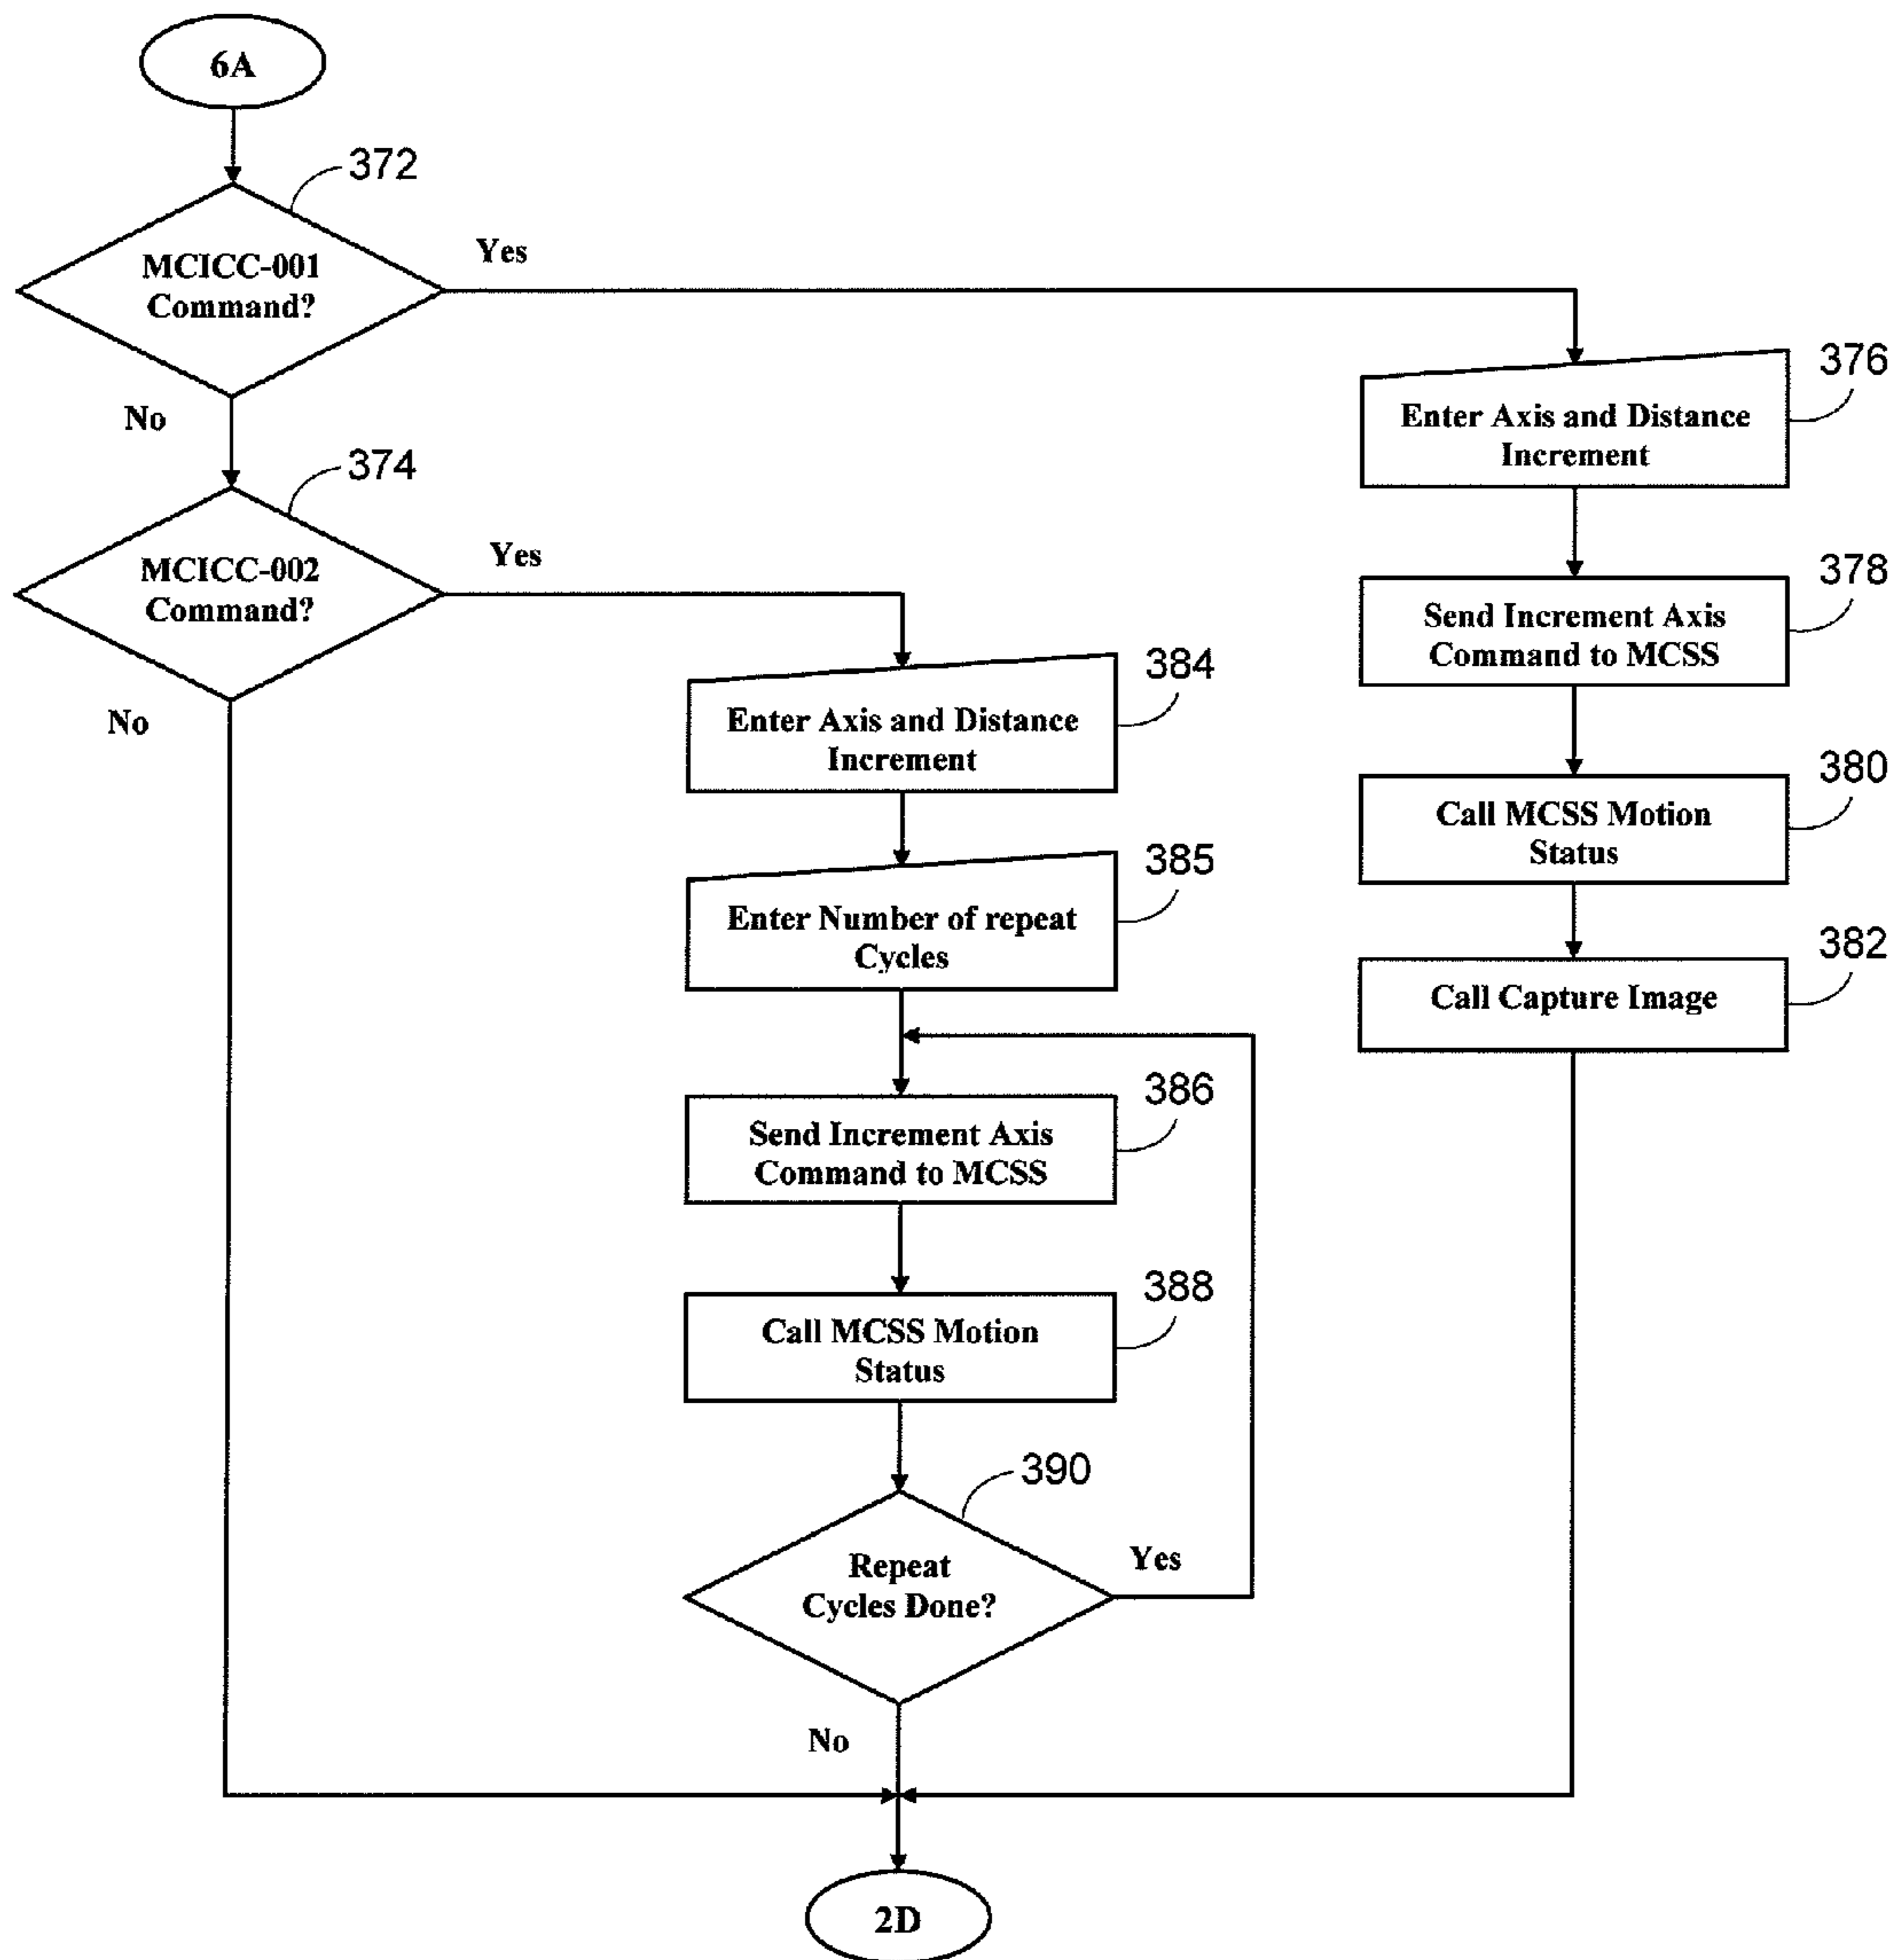 6A
372
MCICC-001
Command?
Yes
No
376
Enter Axis and Distance
Increment
378
Send Increment Axis
Command to MCSS
380
Call MCSS Motion
Status
382
Call Capture Image
374
MCICC-002
Command?
Yes
No
384
Enter Axis and Distance
Increment
385
Enter Number of repeat
Cycles
386
Send Increment Axis
Command to MCSS
388
Call MCSS Motion
Status
390
Repeat
Cycles Done?
Yes
No
2D